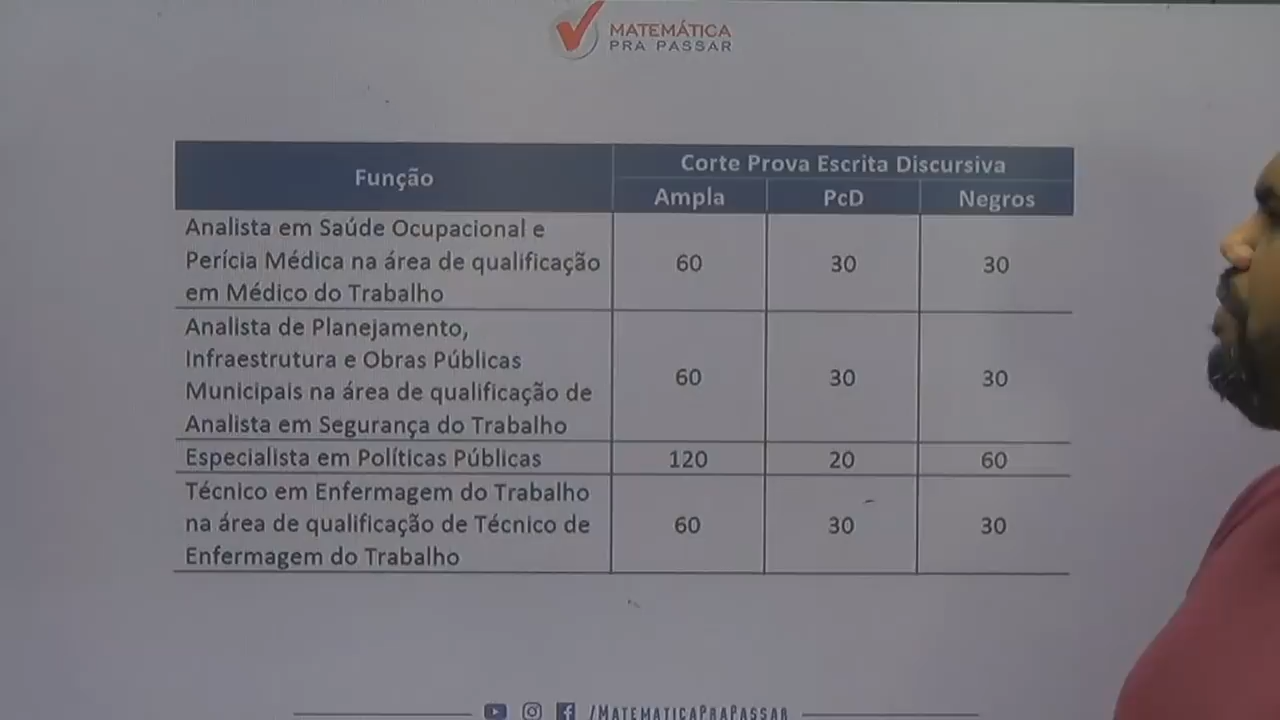 MATEMÁTICA
PRA PASSAR
Função
Corte Prova Escrita Discursiva
Ampla PcD Negros
Analista em Saúde Ocupacional e
Perícia Médica na área de qualificação
em Médico do Trabalho
60 30 30
Analista de Planejamento,
Infraestrutura e Obras Públicas
Municipais na área de qualificação de
Analista em Segurança do Trabalho
60 30 30
Especialista em Políticas Públicas 120 20 60
Técnico em Enfermagem do Trabalho
na área de qualificação de Técnico de
Enfermagem do Trabalho
60 30 30
/MATEMATICAPRAPASSAR